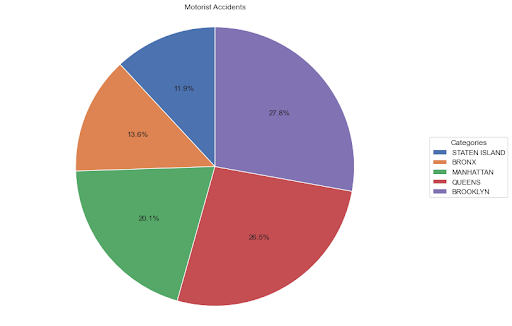 Motorist Accidents
11.9%
27.8%
13.6%
20.1%
26.5%
Categories
STATEN ISLAND
BRONX
MANHATTAN
QUEENS
BROOKLYN